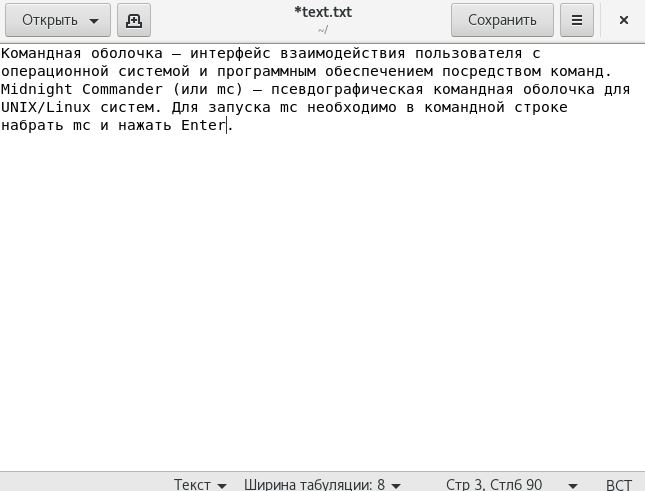 Открыть
*text.txt
~/
Сохранить
Командная оболочка — интерфейс взаимодействия пользователя с
операционной системой и программным обеспечением посредством команд.
Midnight Commander (или mc) — псевдографическая командная оболочка для
UNIX/Linux систем. Для запуска mc необходимо в командной строке
набрать mc и нажать Enter.
Текст
Ширина табуляции: 8
Стр 3, Стлб 90
ВСТ